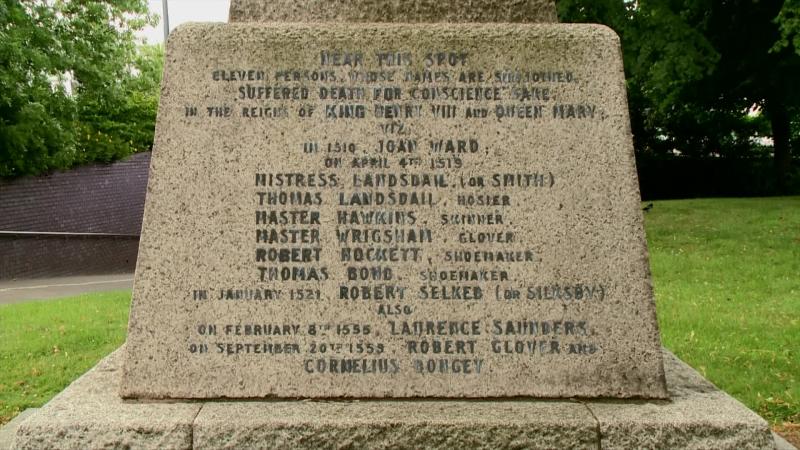 NEAR THIS SPOT
ELEVEN PERSONS, WHOSE NAMES ARE SUBJOINED,
SUFFERED DEATH FOR CONSCIENCE SAKE
IN THE REIGNS OF KING HENRY VIII AND QUEEN MARY,
VIZ.
IN 1510, JOAN WARD,
ON APRIL 4TH 1519
MISTRESS LANDSDAIL, (OR SMITH)
THOMAS LANDSDAIL, HOSIER
MASTER HAWKINS, SKINNER,
MASTER WRIGSHAM, GLOVER
ROBERT HOCKETT, SHOEMAKER,
THOMAS BOND, SHOEMAKER
IN JANUARY 1521, ROBERT SELKEB (OR SILKSBY)
ALSO
ON FEBRUARY 8TH 1555, LAURENCE SAUNDERS,
ON SEPTEMBER 20TH 1555 ROBERT GLOVER AND
CORNELIUS BONGEY